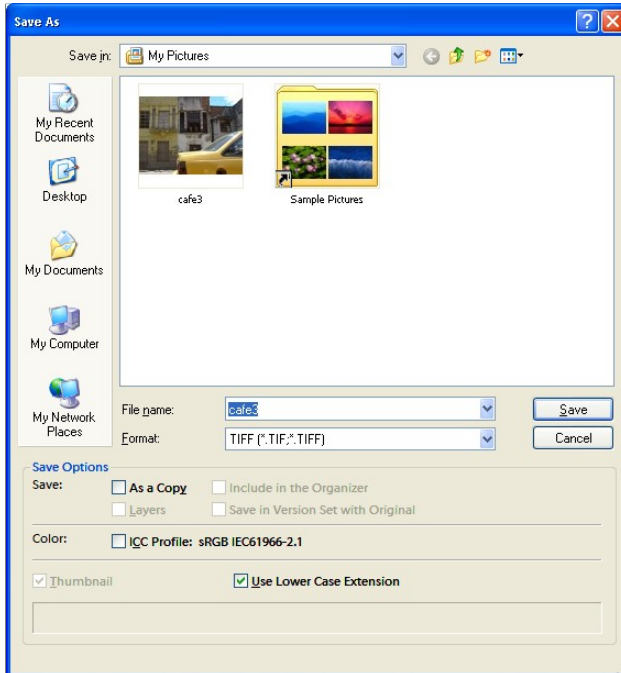 Save As
Save in: My Pictures
My Recent
Documents
Desktop
My Documents
My Computer
My Network
Places
cafe3
Sample Pictures
File name: cafe3
Save
Format: TIFF (*.TIF;*.TIFF)
Cancel
Save Options
Save: As a Copy Include in the Organizer
Layers Save in Version Set with Original
Color: ICC Profile: sRGB IEC61966-2.1
Thumbnail Use Lower Case Extension